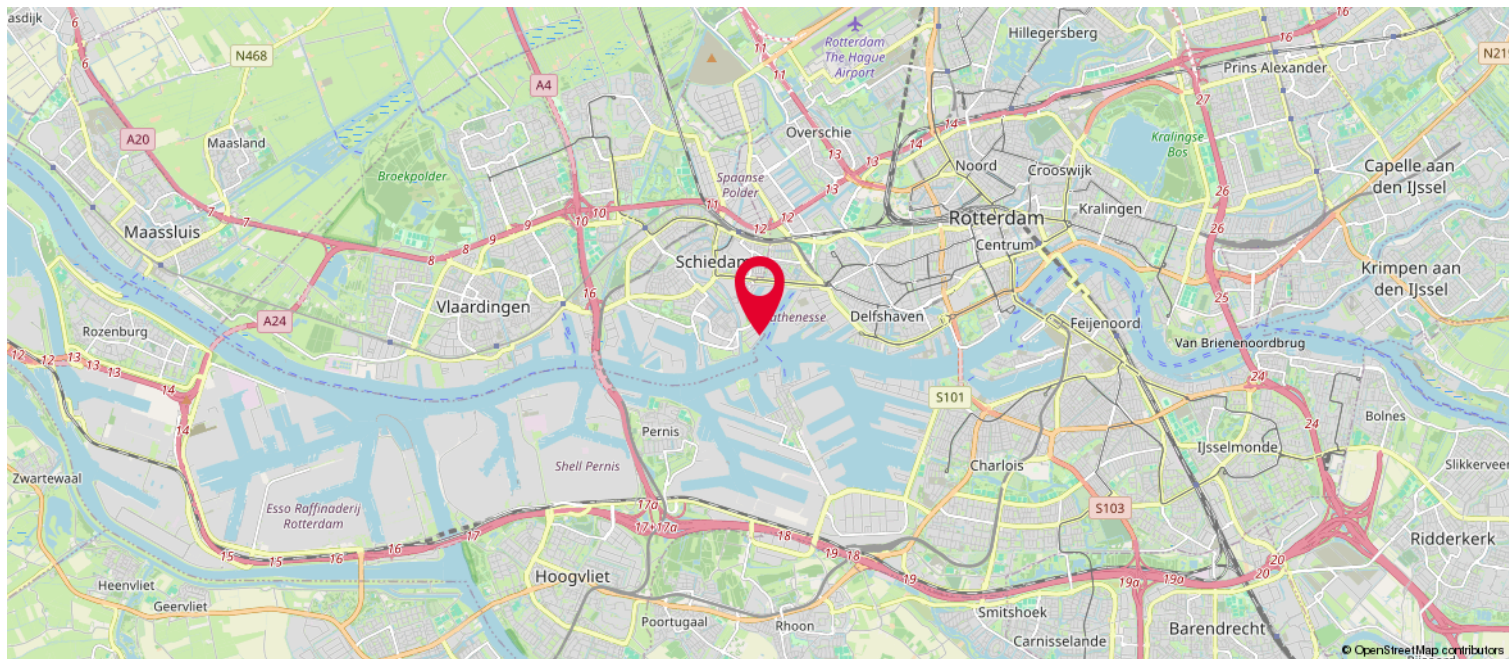 asdijk
6
6
N468
A4
A20
Maasland
Broekpolder
7
7
Maassluis
8
8
9
9
10
10
11
11
11
12
12
13
13
13
14
14
16
16
Rotterdam
The Hague
Airport
Hillegersberg
Prins Alexander
N219
27
Overschie
Spaanse
Polder
Noord
Crooswijk
Kralingse
Bos
Capelle aan
den IJssel
26
26
Rotterdam
Kralingen
Centrum
Schiedam
Krimpen aan
den IJssel
25
Vlaardingen
16
A24
Rozenburg
athenesse
Delfshaven
Feijenoord
Van Brienenoordbrug
12
12
13
13
14
14
24
24
S101
Bolnes
Pernis
Shell Pernis
Charlois
IJsselmonde
Slikkerveer
Zwartewaal
Esso Raffinaderij
Rotterdam
17a
17+17a
S103
15
15
16
16
17
18
19
18
19
19a
19a
20
20
Ridderkerk
Heenvliet
Geervliet
Hoogvliet
Poortugaal
Rhoon
Smitshoek
Carnisselande
Barendrecht
© OpenStreetMap contributors